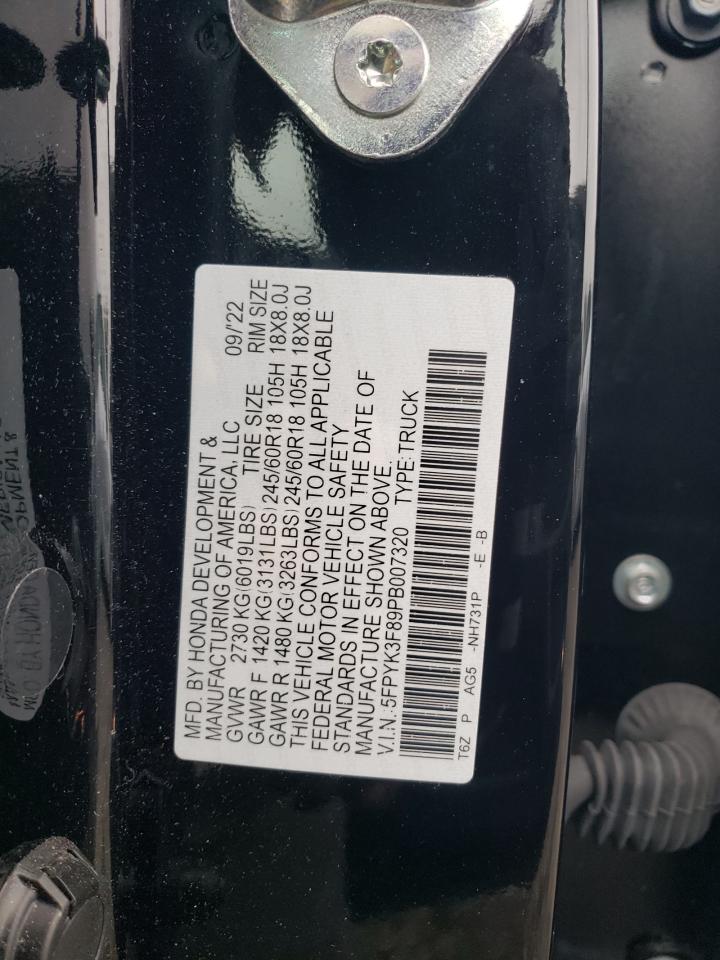 MFD. BY HONDA DEVELOPMENT &
MANUFACTURING OF AMERICA, LLC 09/'22
GVWR 2730 KG(6019LBS) TIRE SIZE RIM SIZE
GAWR F 1420 KG(3131LBS) 245/60R18 105H 18X8.0J
GAWR R 1480 KG(3263LBS) 245/60R18 105H 18X8.0J
THIS VEHICLE CONFORMS TO ALL APPLICABLE
FEDERAL MOTOR VEHICLE SAFETY
STANDARDS IN EFFECT ON THE DATE OF
MANUFACTURE SHOWN ABOVE.
V.I.N.:5FPYK3F89PB007320 TYPE:TRUCK
T6Z P AG5 -NH731P -E -B